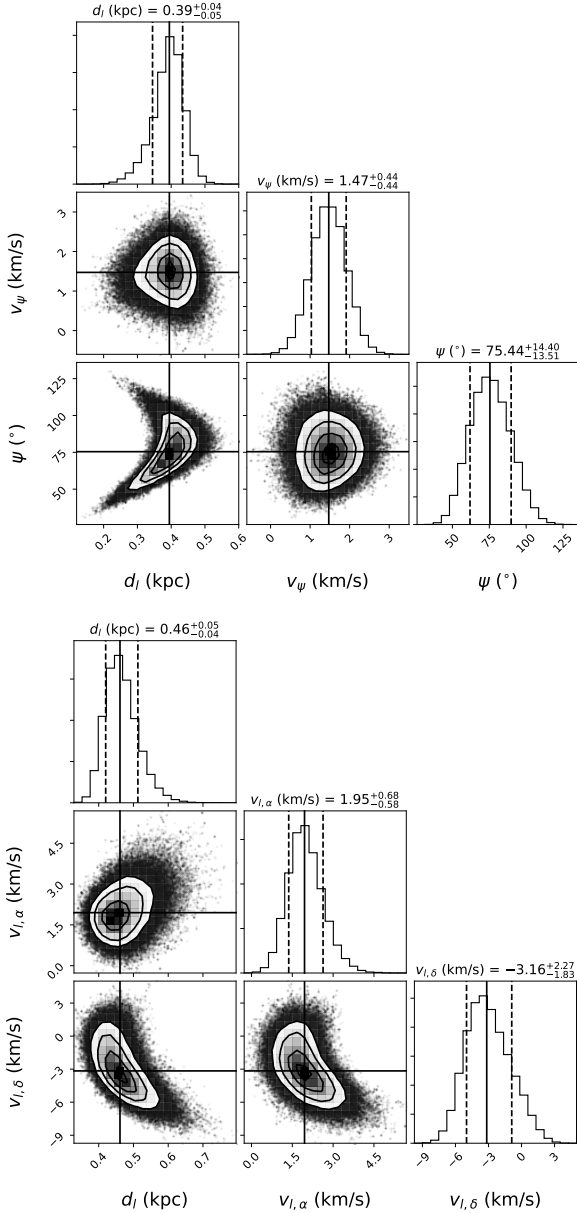 d_l (kpc) = 0.39^{+0.04}_{-0.05}
v_ψ (km/s) = 1.47^{+0.44}_{-0.44}
3
2
1
0
v_ψ (km/s)
ψ (°) = 75.44^{+14.40}_{-13.51}
125
100
75
50
ψ (°)
0.2 0.3 0.4 0.5 0.6
0 1 2 3
50 75 100 125
d_l (kpc)
v_ψ (km/s)
ψ (°)
d_l (kpc) = 0.46^{+0.05}_{-0.04}
v_{l,α} (km/s) = 1.95^{+0.68}_{-0.58}
4.5
3.0
1.5
0.0
v_{l,α} (km/s)
v_{l,δ} (km/s) = −3.16^{+2.27}_{-1.83}
3
0
−3
−6
−9
v_{l,δ} (km/s)
0.4 0.5 0.6 0.7
0.0 1.5 3.0 4.5
−9 −6 −3 0 3
d_l (kpc)
v_{l,α} (km/s)
v_{l,δ} (km/s)